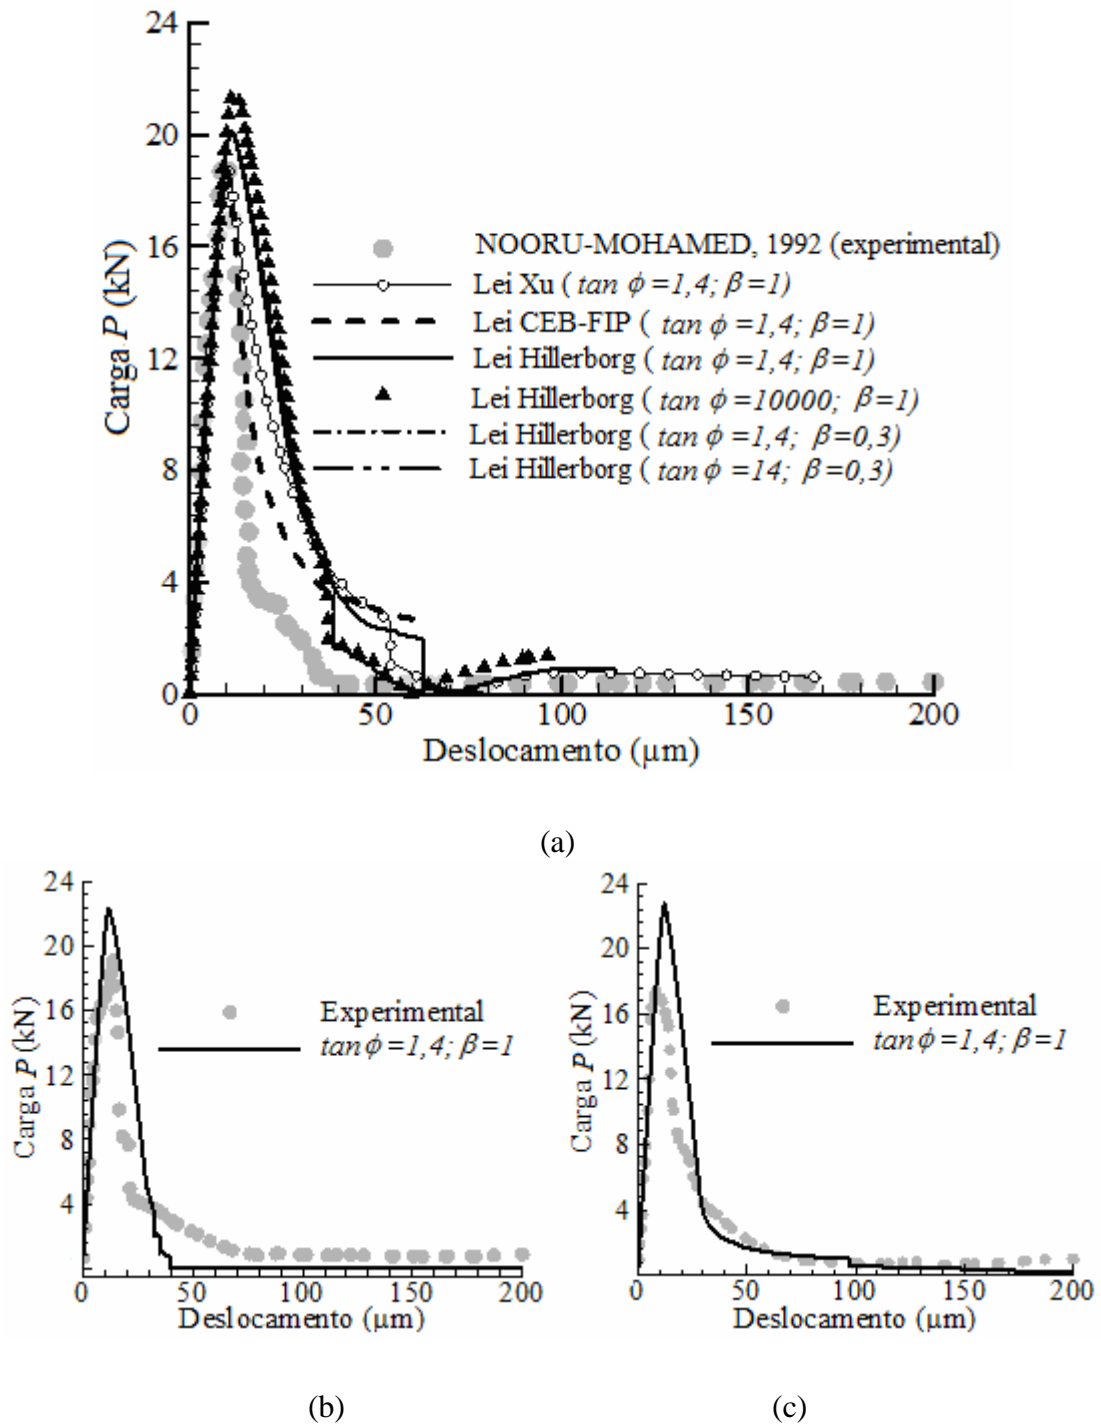 24
20
16
12
8
4
0
Carga P (kN)
NOORU-MOHAMED, 1992 (experimental)
Lei Xu ( tan ϕ =1,4; β=1)
Lei CEB-FIP ( tan ϕ =1,4; β=1)
Lei Hillerborg ( tan ϕ =1,4; β=1)
Lei Hillerborg ( tan ϕ =10000; β=1)
Lei Hillerborg ( tan ϕ =1,4; β=0,3)
Lei Hillerborg ( tan ϕ =14; β=0,3)
0 50 100 150 200
Deslocamento (μm)
(a)
24
20
16
12
8
4
Carga P (kN)
Experimental
tan ϕ =1,4; β=1
0 50 100 150 200
Deslocamento (μm)
24
20
16
12
8
4
Carga P (kN)
Experimental
tan ϕ =1,4; β=1
0 50 100 150 200
Deslocamento (μm)
(b) (c)